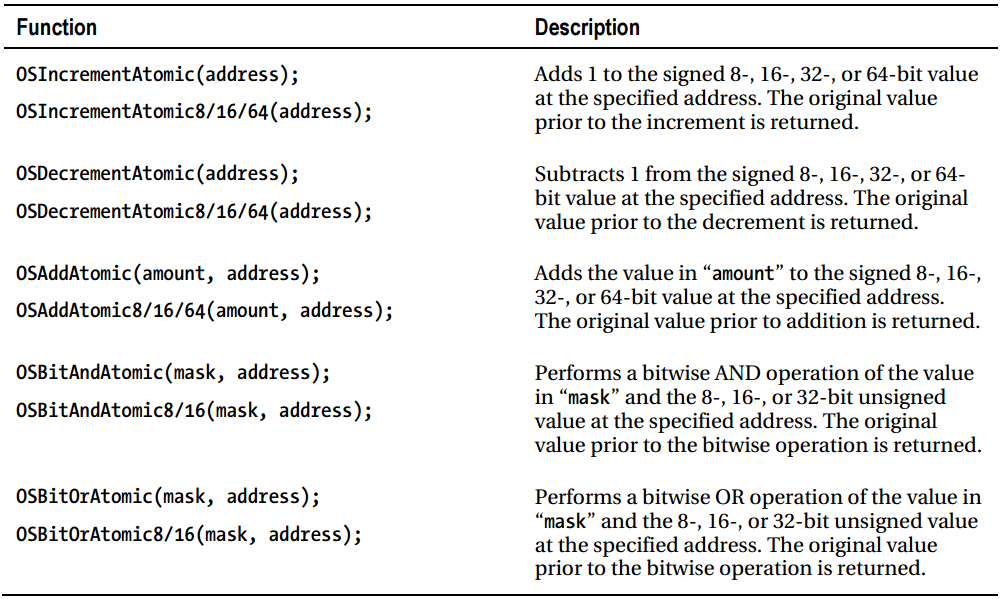 Function Description
OSIncrementAtomic(address);
OSIncrementAtomic8/16/64(address);
Adds 1 to the signed 8-, 16-, 32-, or 64-bit value
at the specified address. The original value
prior to the increment is returned.
OSDecrementAtomic(address);
OSDecrementAtomic8/16/64(address);
Subtracts 1 from the signed 8-, 16-, 32-, or 64-
bit value at the specified address. The original
value prior to the decrement is returned.
OSAddAtomic(amount, address);
OSAddAtomic8/16/64(amount, address);
Adds the value in “amount” to the signed 8-, 16-,
32-, or 64-bit value at the specified address.
The original value prior to addition is returned.
OSBitAndAtomic(mask, address);
OSBitAndAtomic8/16(mask, address);
Performs a bitwise AND operation of the value
in “mask” and the 8-, 16-, or 32-bit unsigned
value at the specified address. The original
value prior to the bitwise operation is returned.
OSBitOrAtomic(mask, address);
OSBitOrAtomic8/16(mask, address);
Performs a bitwise OR operation of the value in
“mask” and the 8-, 16-, or 32-bit unsigned value
at the specified address. The original value
prior to the bitwise operation is returned.